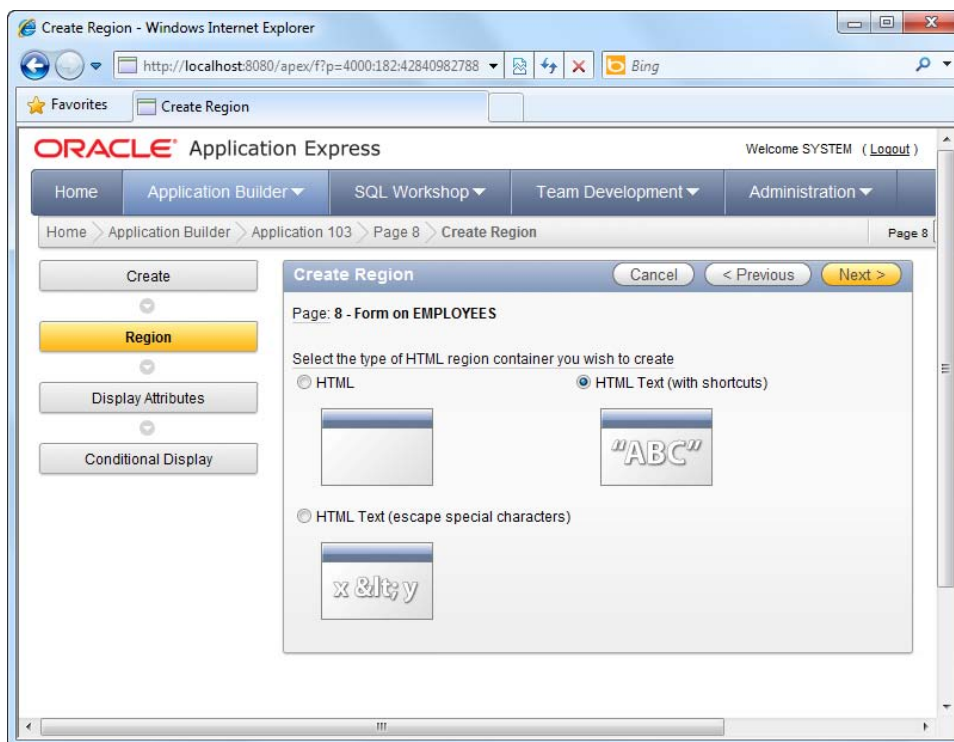 Create Region - Windows Internet Explorer
http://localhost:8080/apex/f?p=4000:182:42840982788
Bing
Favorites
Create Region
ORACLE Application Express
Welcome SYSTEM ( Logout )
Home
Application Builder
SQL Workshop
Team Development
Administration
Home Application Builder Application 103 Page 8 Create Region
Page 8
Create
Region
Display Attributes
Conditional Display
Create Region
Cancel
< Previous
Next >
Page: 8 - Form on EMPLOYEES
Select the type of HTML region container you wish to create
HTML
HTML Text (with shortcuts)
"ABC"
HTML Text (escape special characters)
x &lt; y